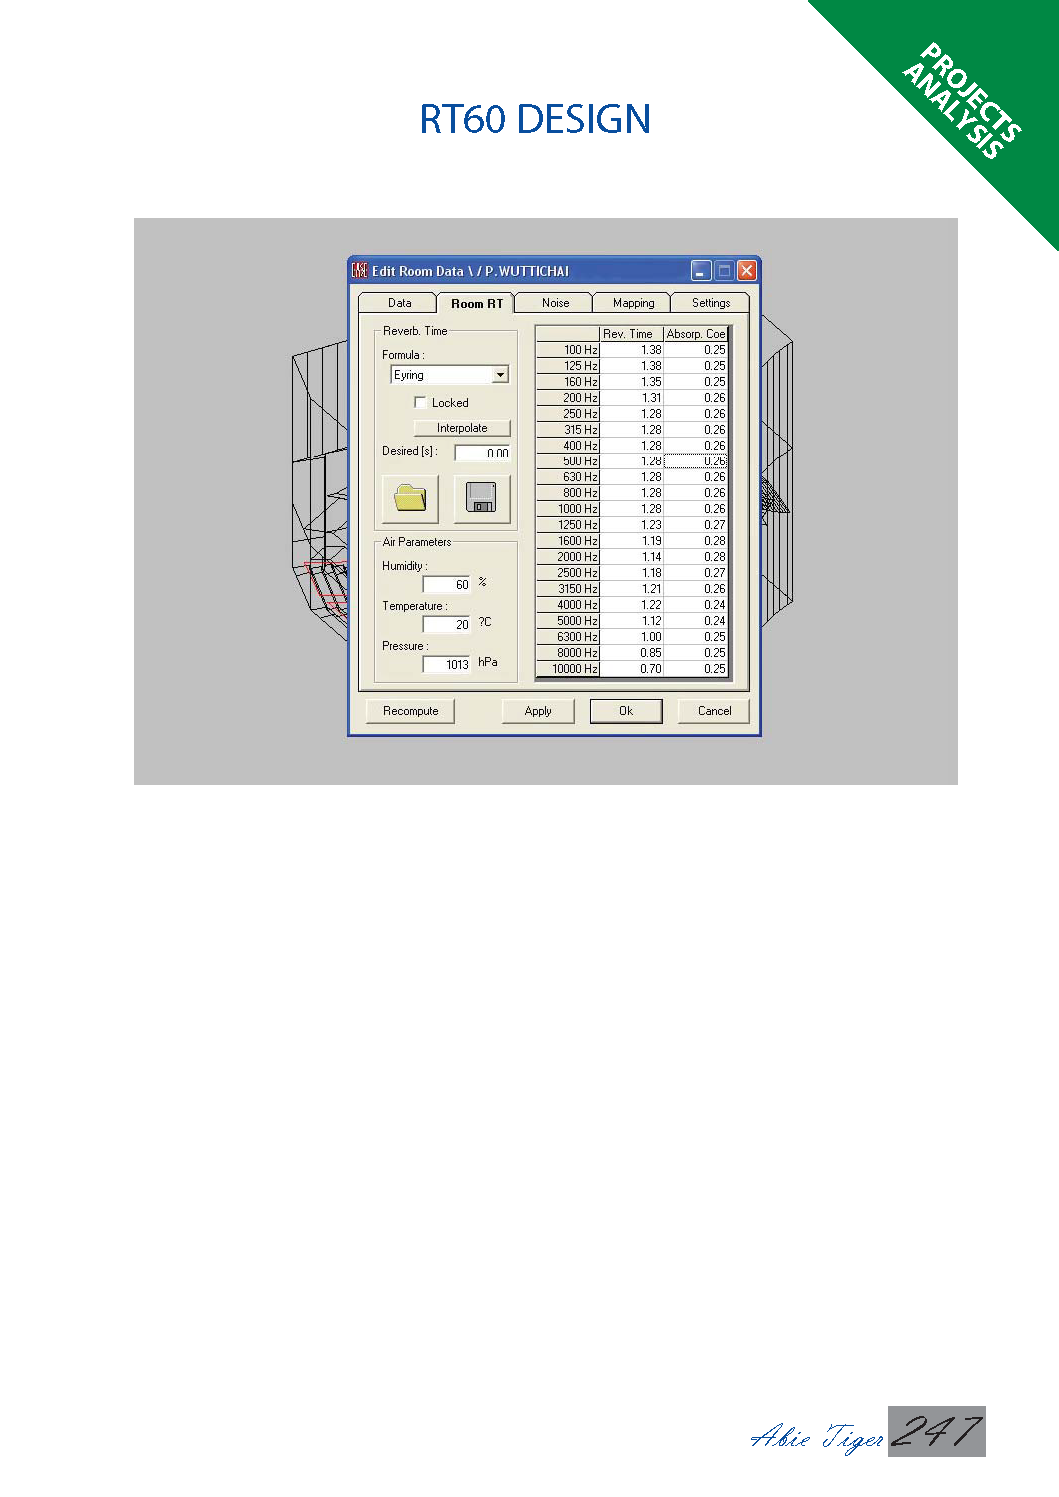 PROJECTS
ANALYSIS
RT60 DESIGN
EASE Edit Room Data \ / P.WUTTICHAI
Data Room RT Noise Mapping Settings
Reverb. Time
Formula :
Eyring
Locked
Interpolate
Desired [s] : 0.00
Air Parameters
Humidity :
60 %
Temperature :
20 ?C
Pressure :
1013 hPa
Rev. Time Absorp. Coe
100 Hz 1.38 0.25
125 Hz 1.38 0.25
160 Hz 1.35 0.25
200 Hz 1.31 0.26
250 Hz 1.28 0.26
315 Hz 1.28 0.26
400 Hz 1.28 0.26
500 Hz 1.28 0.26
630 Hz 1.28 0.26
800 Hz 1.28 0.26
1000 Hz 1.28 0.26
1250 Hz 1.23 0.27
1600 Hz 1.19 0.28
2000 Hz 1.14 0.28
2500 Hz 1.18 0.27
3150 Hz 1.21 0.26
4000 Hz 1.22 0.24
5000 Hz 1.12 0.24
6300 Hz 1.00 0.25
8000 Hz 0.85 0.25
10000 Hz 0.70 0.25
Recompute Apply Ok Cancel
Abie Tiger 247